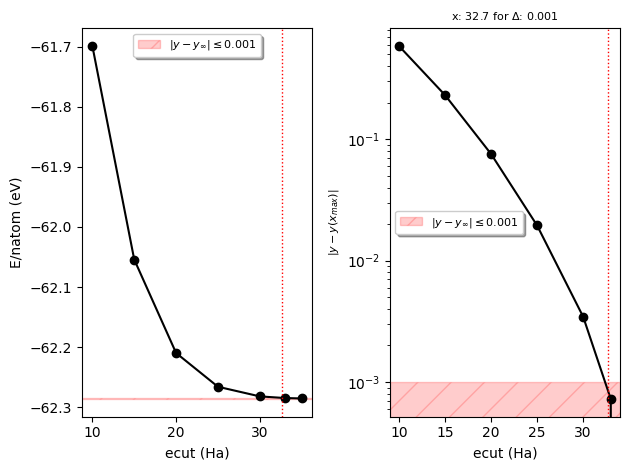 x: 32.7 for Δ: 0.001
|y − y∞| ≤ 0.001
E/natom (eV)
−61.7
−61.8
−61.9
−62.0
−62.1
−62.2
−62.3
10
20
30
ecut (Ha)
|y − y∞| ≤ 0.001
|y − y(x_max)|
10⁻¹
10⁻²
10⁻³
10
15
20
25
30
ecut (Ha)